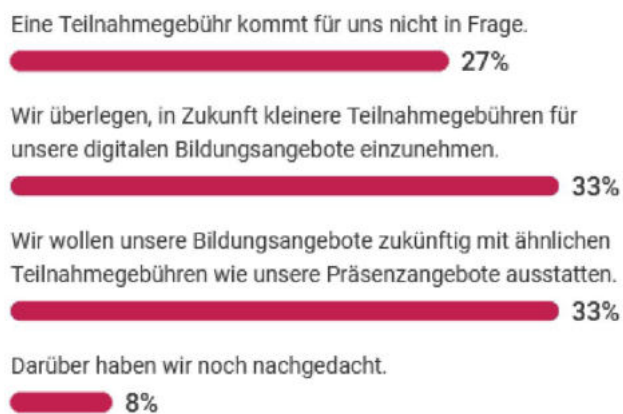 Eine Teilnahmegebühr kommt für uns nicht in Frage.
27%
Wir überlegen, in Zukunft kleinere Teilnahmegebühren für
unsere digitalen Bildungsangebote einzunehmen.
33%
Wir wollen unsere Bildungsangebote zukünftig mit ähnlichen
Teilnahmegebühren wie unsere Präsenzangebote ausstatten.
33%
Darüber haben wir noch nachgedacht.
8%